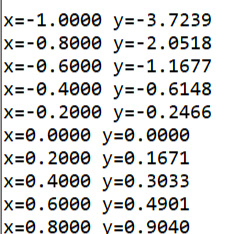 x=-1.0000 y=-3.7239
x=-0.8000 y=-2.0518
x=-0.6000 y=-1.1677
x=-0.4000 y=-0.6148
x=-0.2000 y=-0.2466
x=0.0000 y=0.0000
x=0.2000 y=0.1671
x=0.4000 y=0.3033
x=0.6000 y=0.4901
x=0.8000 y=0.9040